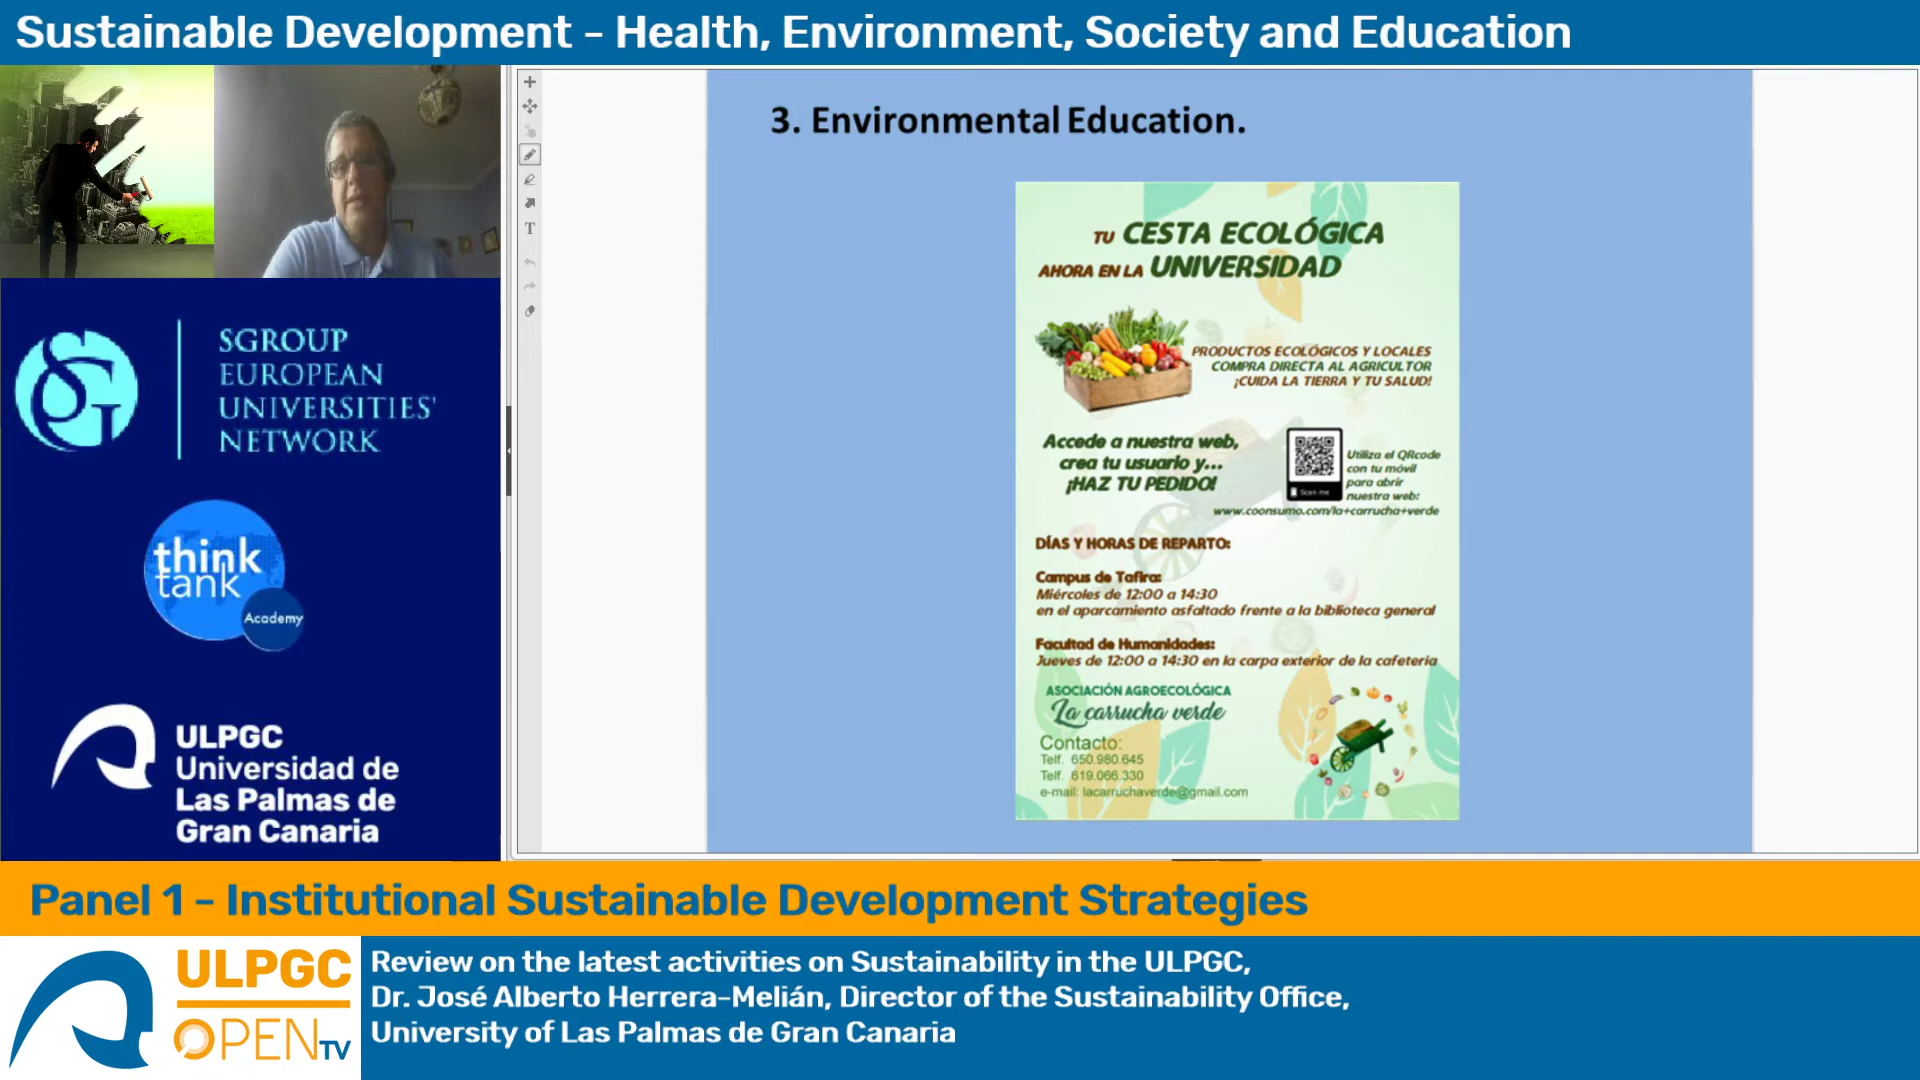 Sustainable Development - Health, Environment, Society and Education
SGROUP
EUROPEAN
UNIVERSITIES'
NETWORK
think
tank
Academy
ULPGC
Universidad de
Las Palmas de
Gran Canaria
T
3. Environmental Education.
TU CESTA ECOLÓGICA
AHORA EN LA UNIVERSIDAD
PRODUCTOS ECOLÓGICOS Y LOCALES
COMPRA DIRECTA AL AGRICULTOR
¡CUIDA LA TIERRA Y TU SALUD!
Accede a nuestra web,
crea tu usuario y...
¡HAZ TU PEDIDO!
Scan me
Utiliza el QRcode
con tu móvil
para abrir
nuestra web:
www.coonsumo.com/la+carrucha+verde
DÍAS Y HORAS DE REPARTO:
Campus de Tafira:
Miércoles de 12:00 a 14:30
en el aparcamiento asfaltado frente a la biblioteca general
Facultad de Humanidades:
Jueves de 12:00 a 14:30 en la carpa exterior de la cafetería
ASOCIACIÓN AGROECOLÓGICA
La carrucha verde
Contacto:
Telf. 650.980.645
Telf. 619.066.330
e-mail: lacarruchaverde@gmail.com
Panel 1 - Institutional Sustainable Development Strategies
ULPGC
OPENTV
Review on the latest activities on Sustainability in the ULPGC,
Dr. José Alberto Herrera-Melián, Director of the Sustainability Office,
University of Las Palmas de Gran Canaria